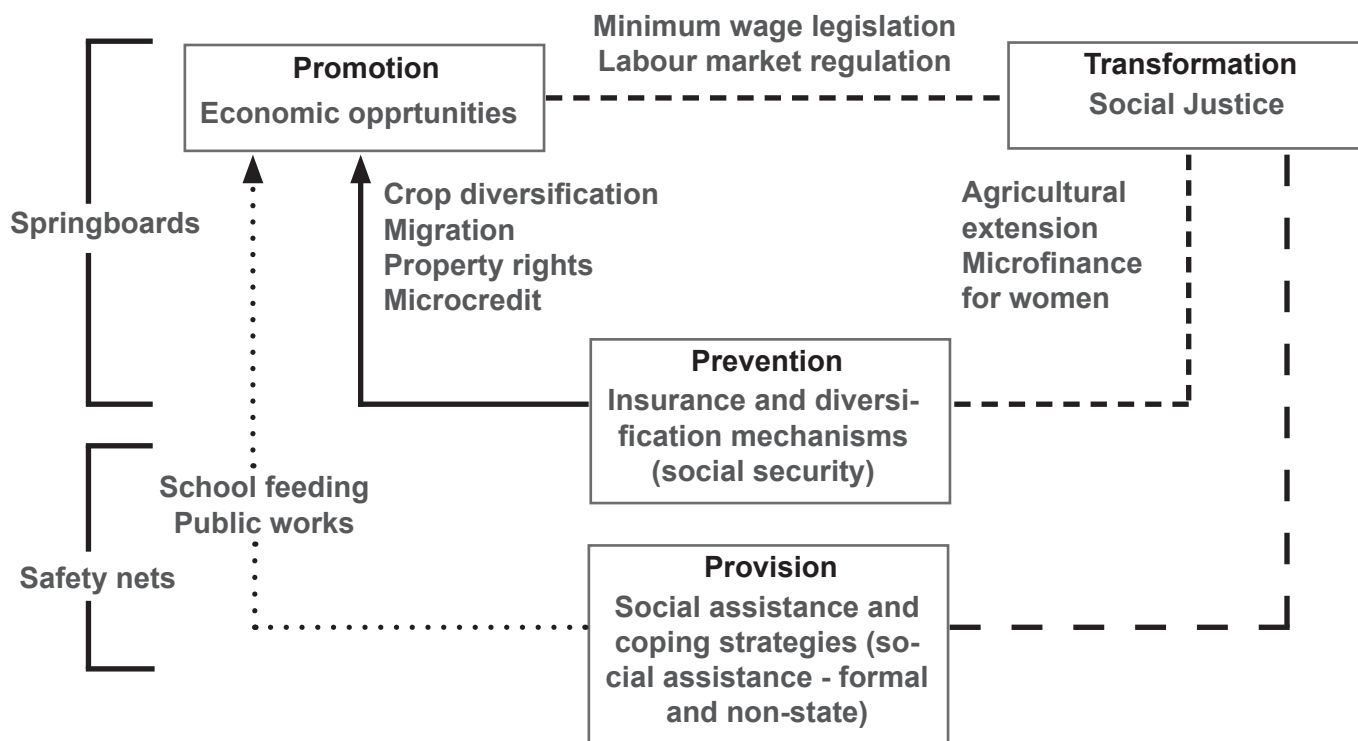 Minimum wage legislation
Labour market regulation
Promotion
Economic opprtunities
Transformation
Social Justice
Springboards
Crop diversification
Migration
Property rights
Microcredit
Agricultural
extension
Microfinance
for women
Prevention
Insurance and diversi-
fication mechanisms
(social security)
School feeding
Public works
Safety nets
Provision
Social assistance and
coping strategies (so-
cial assistance - formal
and non-state)